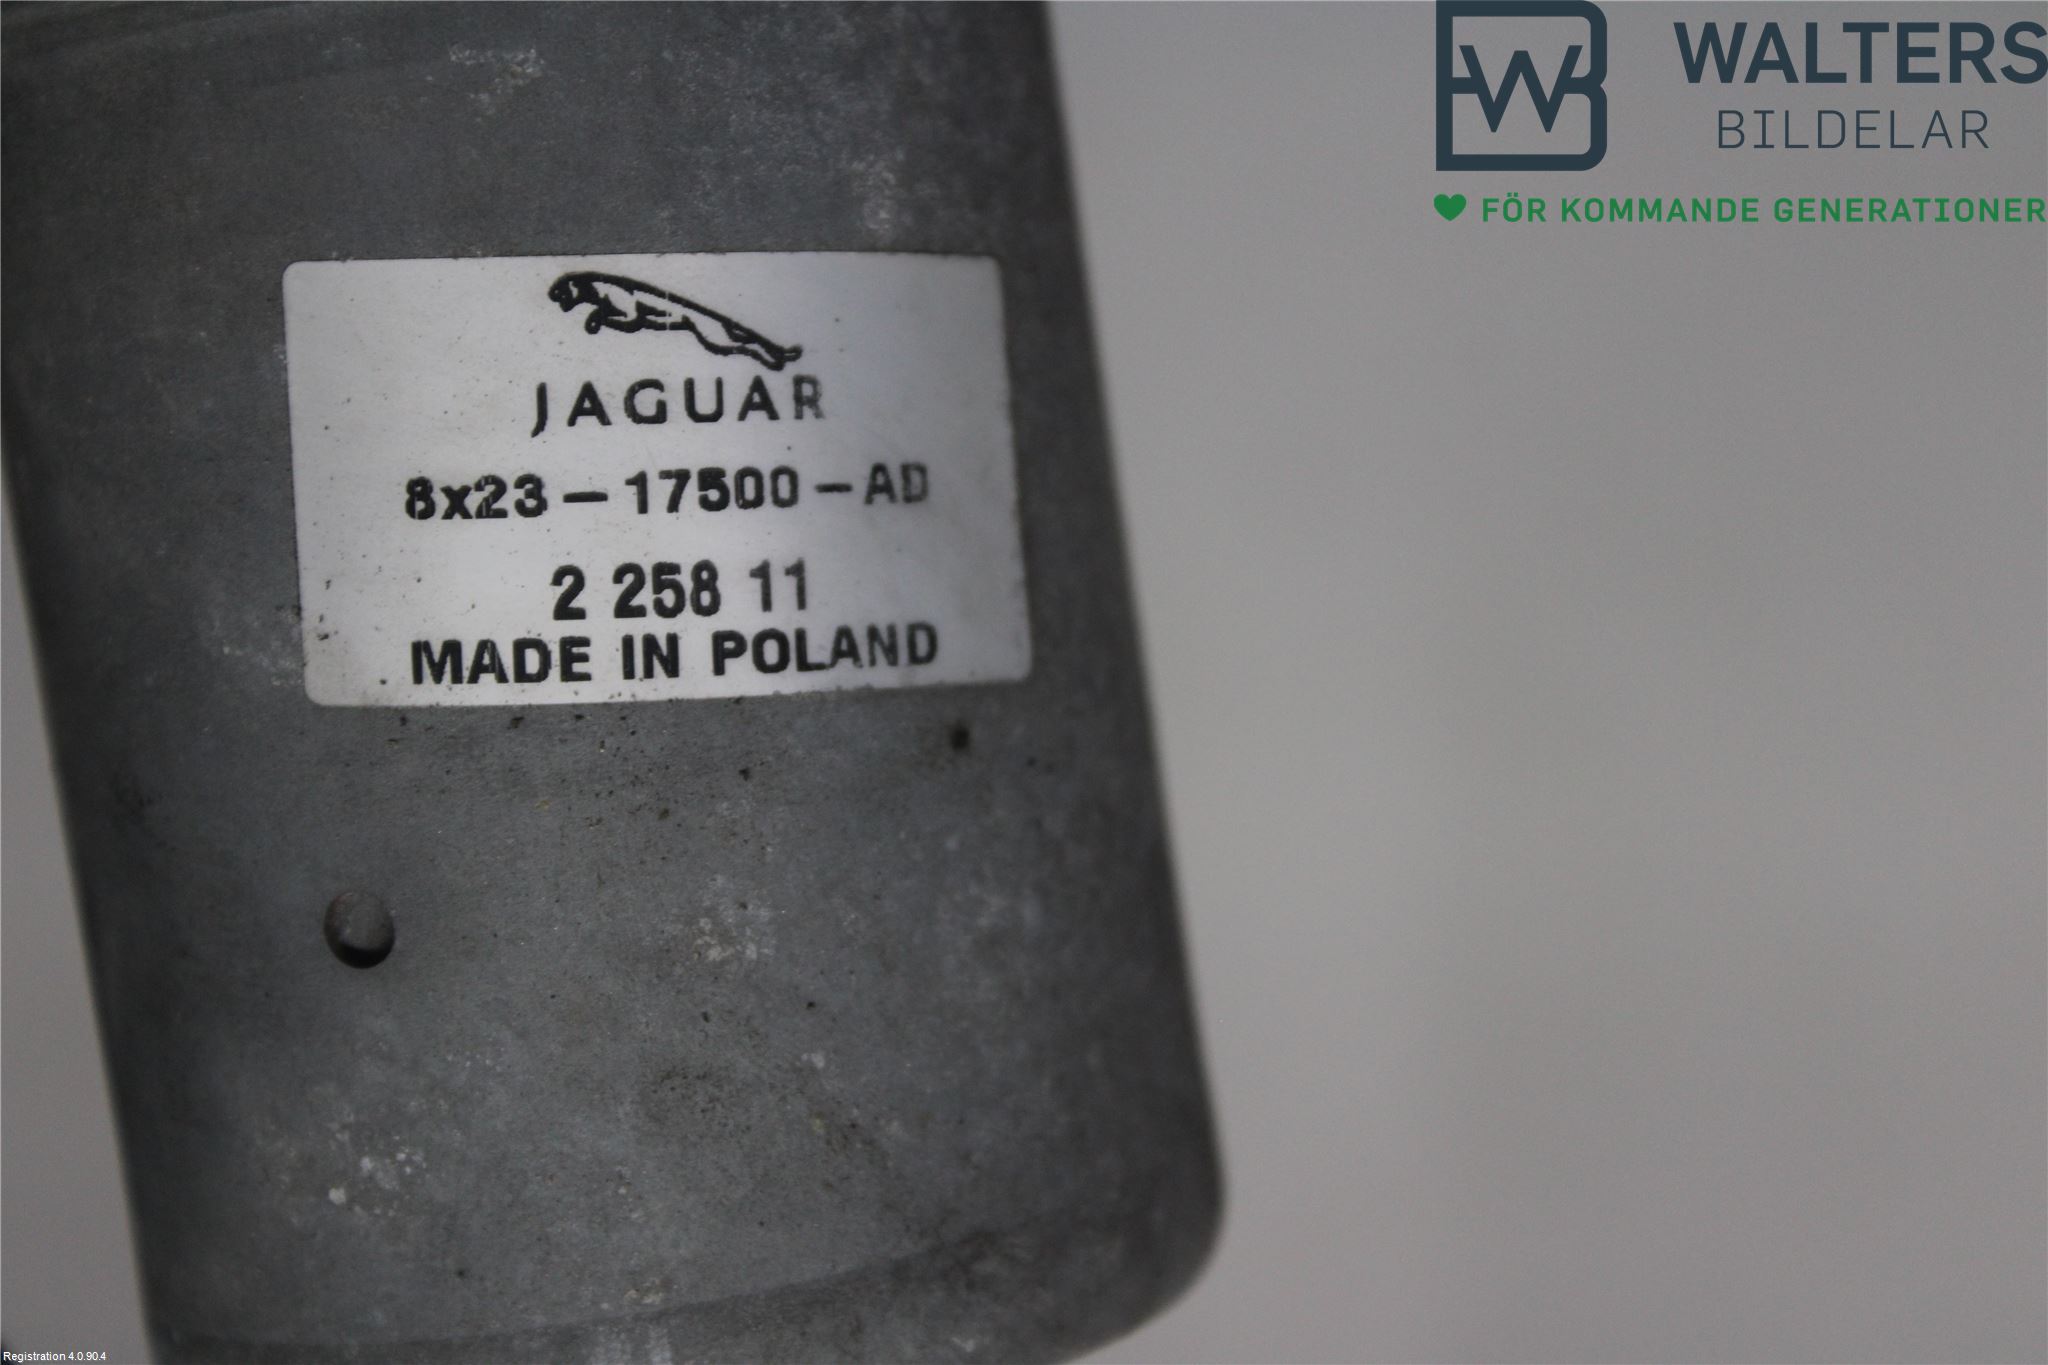 WALTERS
BILDELAR
FÖR KOMMANDE GENERATIONER
JAGUAR
8x23-17500-AD
2 258 11
MADE IN POLAND
Registration 4.0.90.4